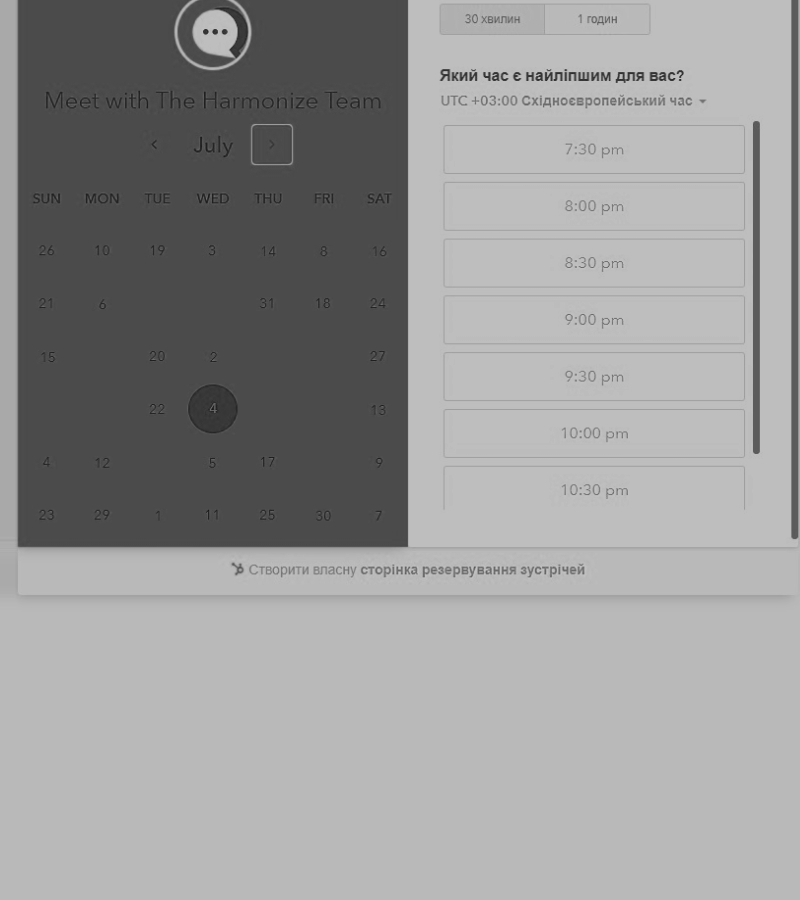 Meet with The Harmonize Team
July
SUN MON TUE WED THU FRI SAT
26 10 19 3 14 8 16
21 6 31 18 24
15 20 2 27
22 4 13
4 12 5 17 9
23 29 1 11 25 30 7
30 хвилин 1 годин
Який час є найліпшим для вас?
UTC +03:00 Східноєвропейський час
7:30 pm
8:00 pm
8:30 pm
9:00 pm
9:30 pm
10:00 pm
10:30 pm
Створити власну сторінка резервування зустрічей